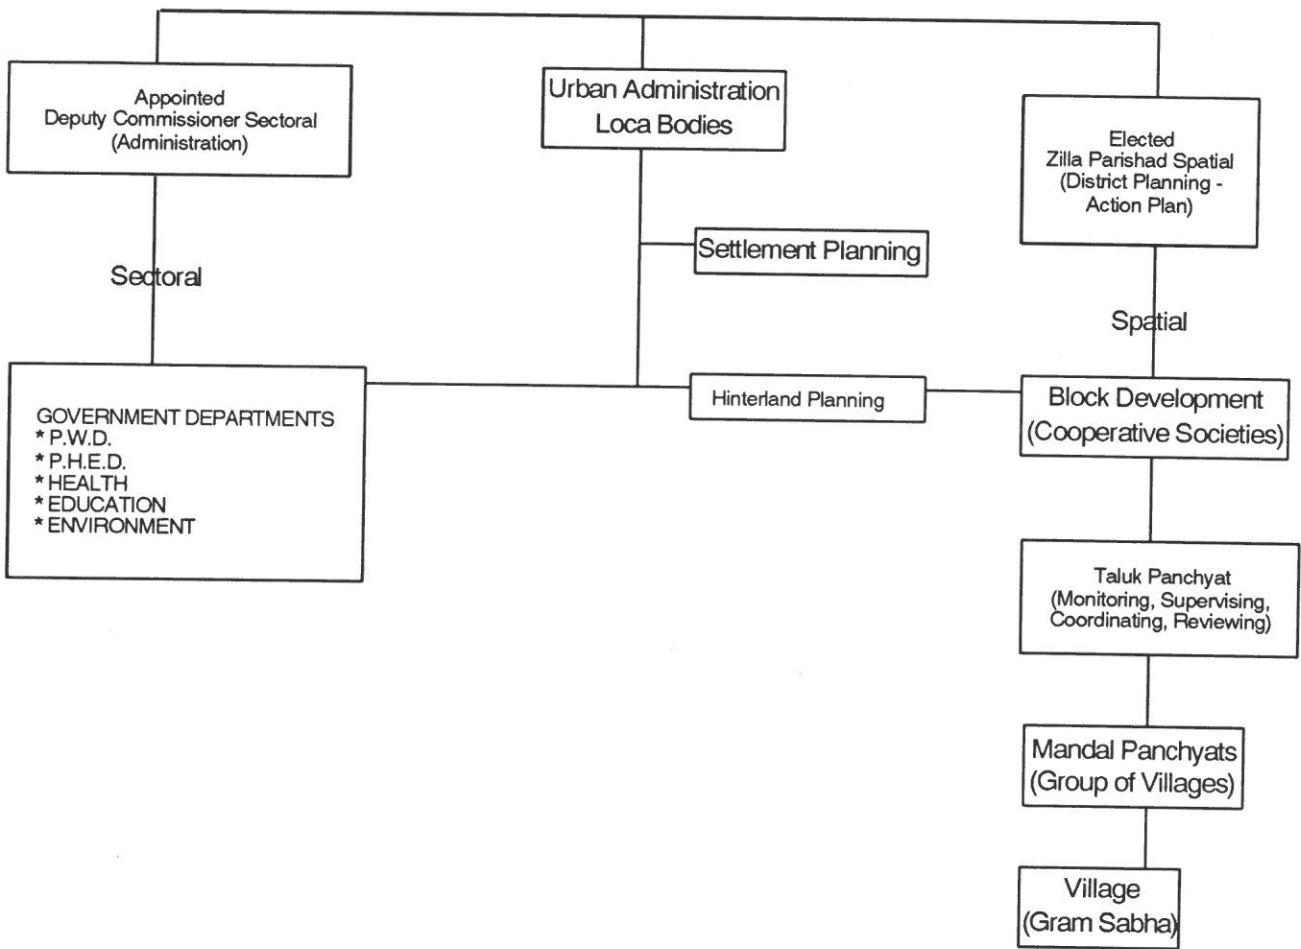 Appointed
Deputy Commissioner Sectoral
(Administration)
Urban Administration
Loca Bodies
Elected
Zilla Parishad Spatial
(District Planning -
Action Plan)
Settlement Planning
Sectoral
Spatial
GOVERNMENT DEPARTMENTS
* P.W.D.
* P.H.E.D.
* HEALTH
* EDUCATION
* ENVIRONMENT
Hinterland Planning
Block Development
(Cooperative Societies)
Taluk Panchyat
(Monitoring, Supervising,
Coordinating, Reviewing)
Mandal Panchyats
(Group of Villages)
Village
(Gram Sabha)